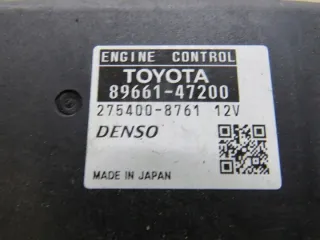 ENGINE CONTROL
TOYOTA
89661-47200
275400-8761 12V
DENSO
MADE IN JAPAN